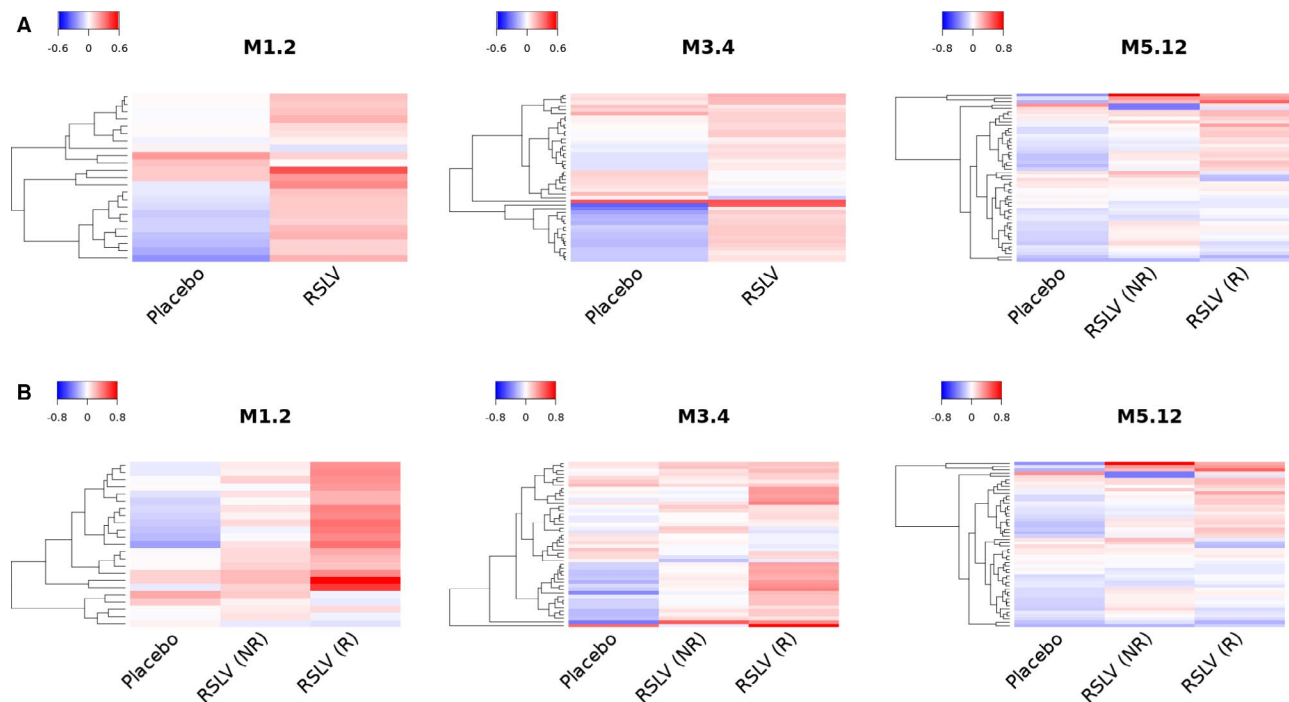 A
-0.6 0 0.6
M1.2
Placebo
RSLV
-0.6 0 0.6
M3.4
Placebo
RSLV
-0.8 0 0.8
M5.12
Placebo
RSLV (NR)
RSLV (R)
B
-0.8 0 0.8
M1.2
Placebo
RSLV (NR)
RSLV (R)
-0.8 0 0.8
M3.4
Placebo
RSLV (NR)
RSLV (R)
-0.8 0 0.8
M5.12
Placebo
RSLV (NR)
RSLV (R)